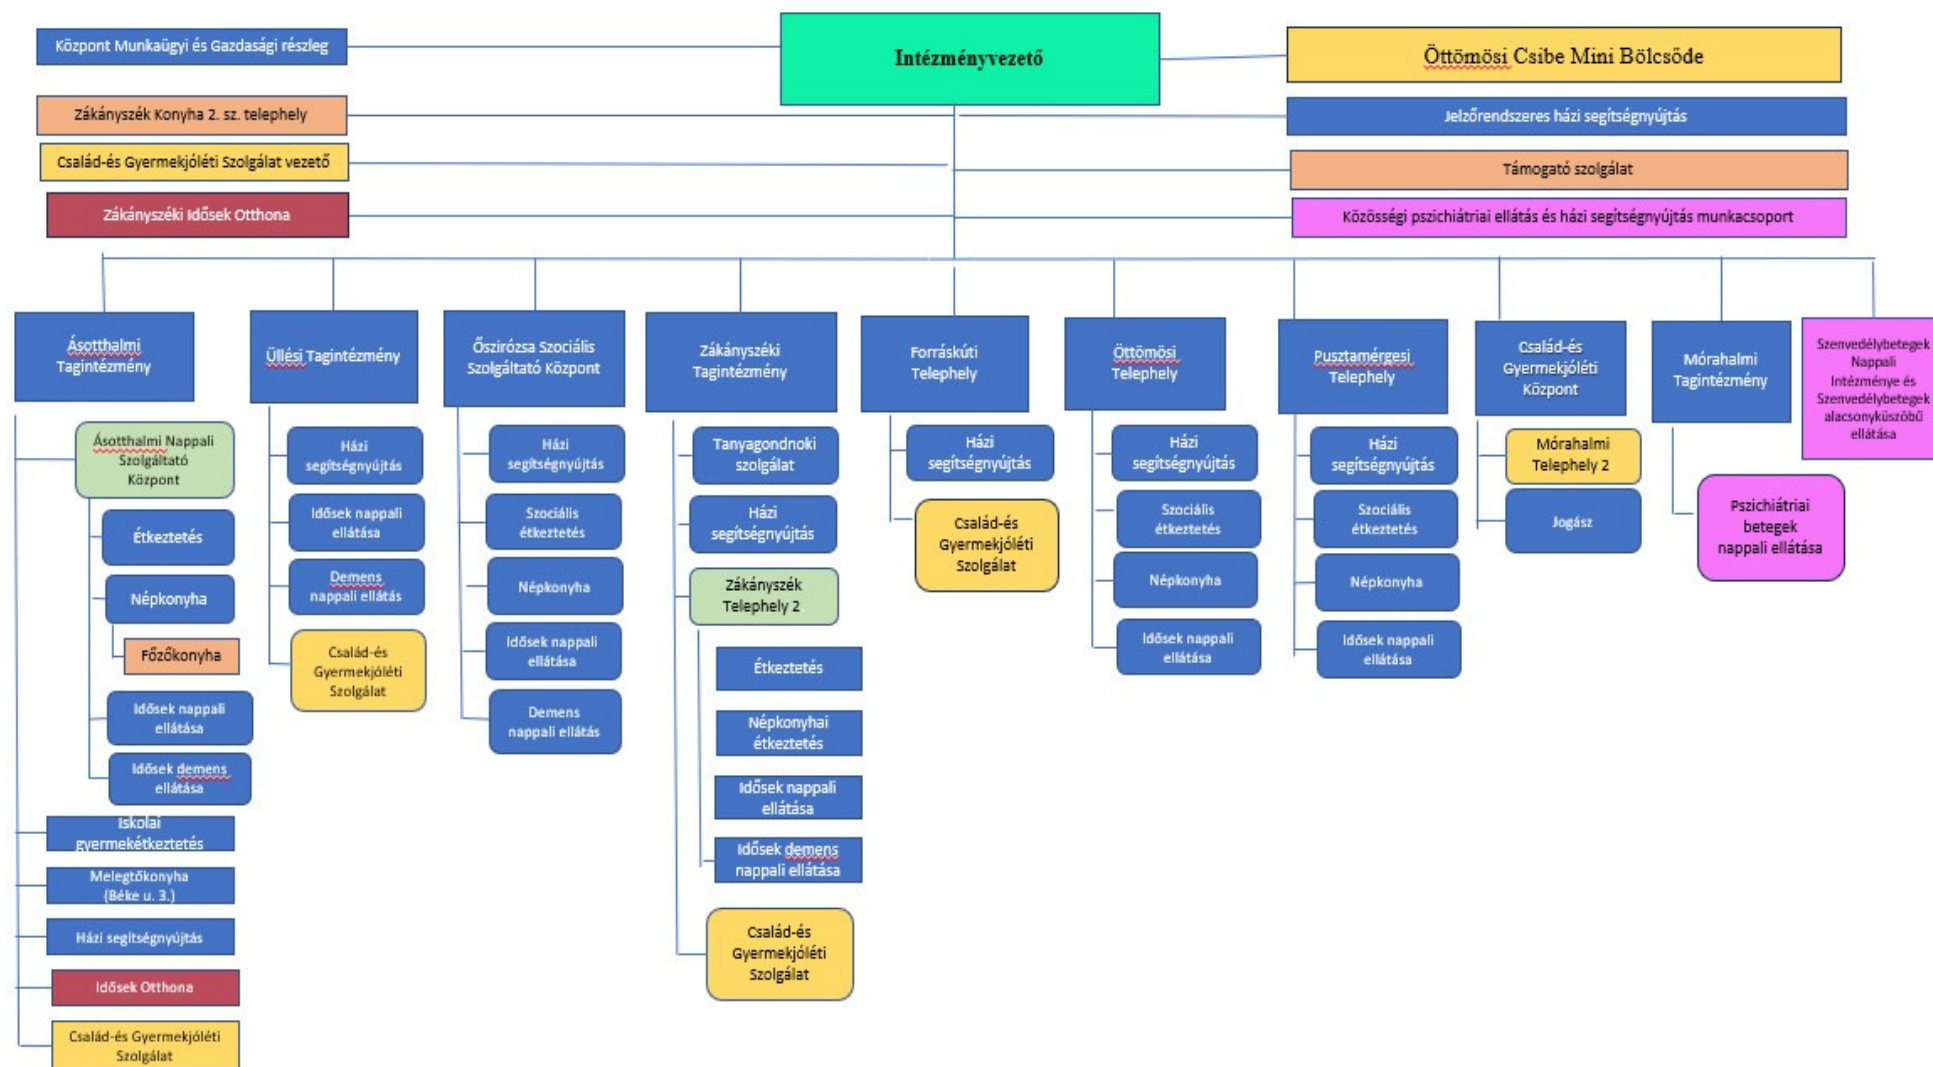 Központ Munkaügyi és Gazdasági részleg
Intézményvezető
Öttömösi Csibe Mini Bölcsőde
Zákányszék Konyha 2. sz. telephely
Jelzőrendszeres házi segítségnyújtás
Család-és Gyermekjóléti Szolgálat vezető
Támogató szolgálat
Zákányszéki Idősek Otthona
Közösségi pszichiátriai ellátás és házi segítségnyújtás munkacsoport
Ásotthalmi
Tagintézmény
Ásotthalmi Nappali
Szolgáltató
Központ
Étkeztetés
Népkonyha
Főzőkonyha
Idősek nappali
ellátása
Idősek demens
ellátása
Iskolai
gyermekétkeztetés
Melegtőkonyha
(Béke u. 3.)
Házi segítségnyújtás
Idősek Otthona
Család-és Gyermekjóléti
Szolgálat
Üllési Tagintézmény
Házi
segítségnyújtás
Idősek nappali
ellátása
Demens
nappali ellátás
Család-és
Gyermekjóléti
Szolgálat
Őszirózsa Szociális
Szolgáltató Központ
Házi
segítségnyújtás
Szociális
étkeztetés
Népkonyha
Idősek nappali
ellátása
Demens
nappali ellátás
Zákányszéki
Tagintézmény
Tanyagondnoki
szolgálat
Házi
segítségnyújtás
Zákányszék
Telephely 2
Étkeztetés
Népkonyhai
étkeztetés
Idősek nappali
ellátása
Idősek demens
nappali ellátása
Család-és
Gyermekjóléti
Szolgálat
Forráskúti
Telephely
Házi
segítségnyújtás
Család-és
Gyermekjóléti
Szolgálat
Öttömösi
Telephely
Házi
segítségnyújtás
Szociális
étkeztetés
Népkonyha
Idősek nappali
ellátása
Pusztamérgesi
Telephely
Házi
segítségnyújtás
Szociális
étkeztetés
Népkonyha
Idősek nappali
ellátása
Család-és
Gyermekjóléti
Központ
Mórahalmi
Telephely 2
Jogász
Mórahalmi
Tagintézmény
Pszichiátriai
betegek
nappali ellátása
Szenvedélybetegek
Nappali
Intézménye és
Szenvedélybetegek
alacsonyküszöbű
ellátása